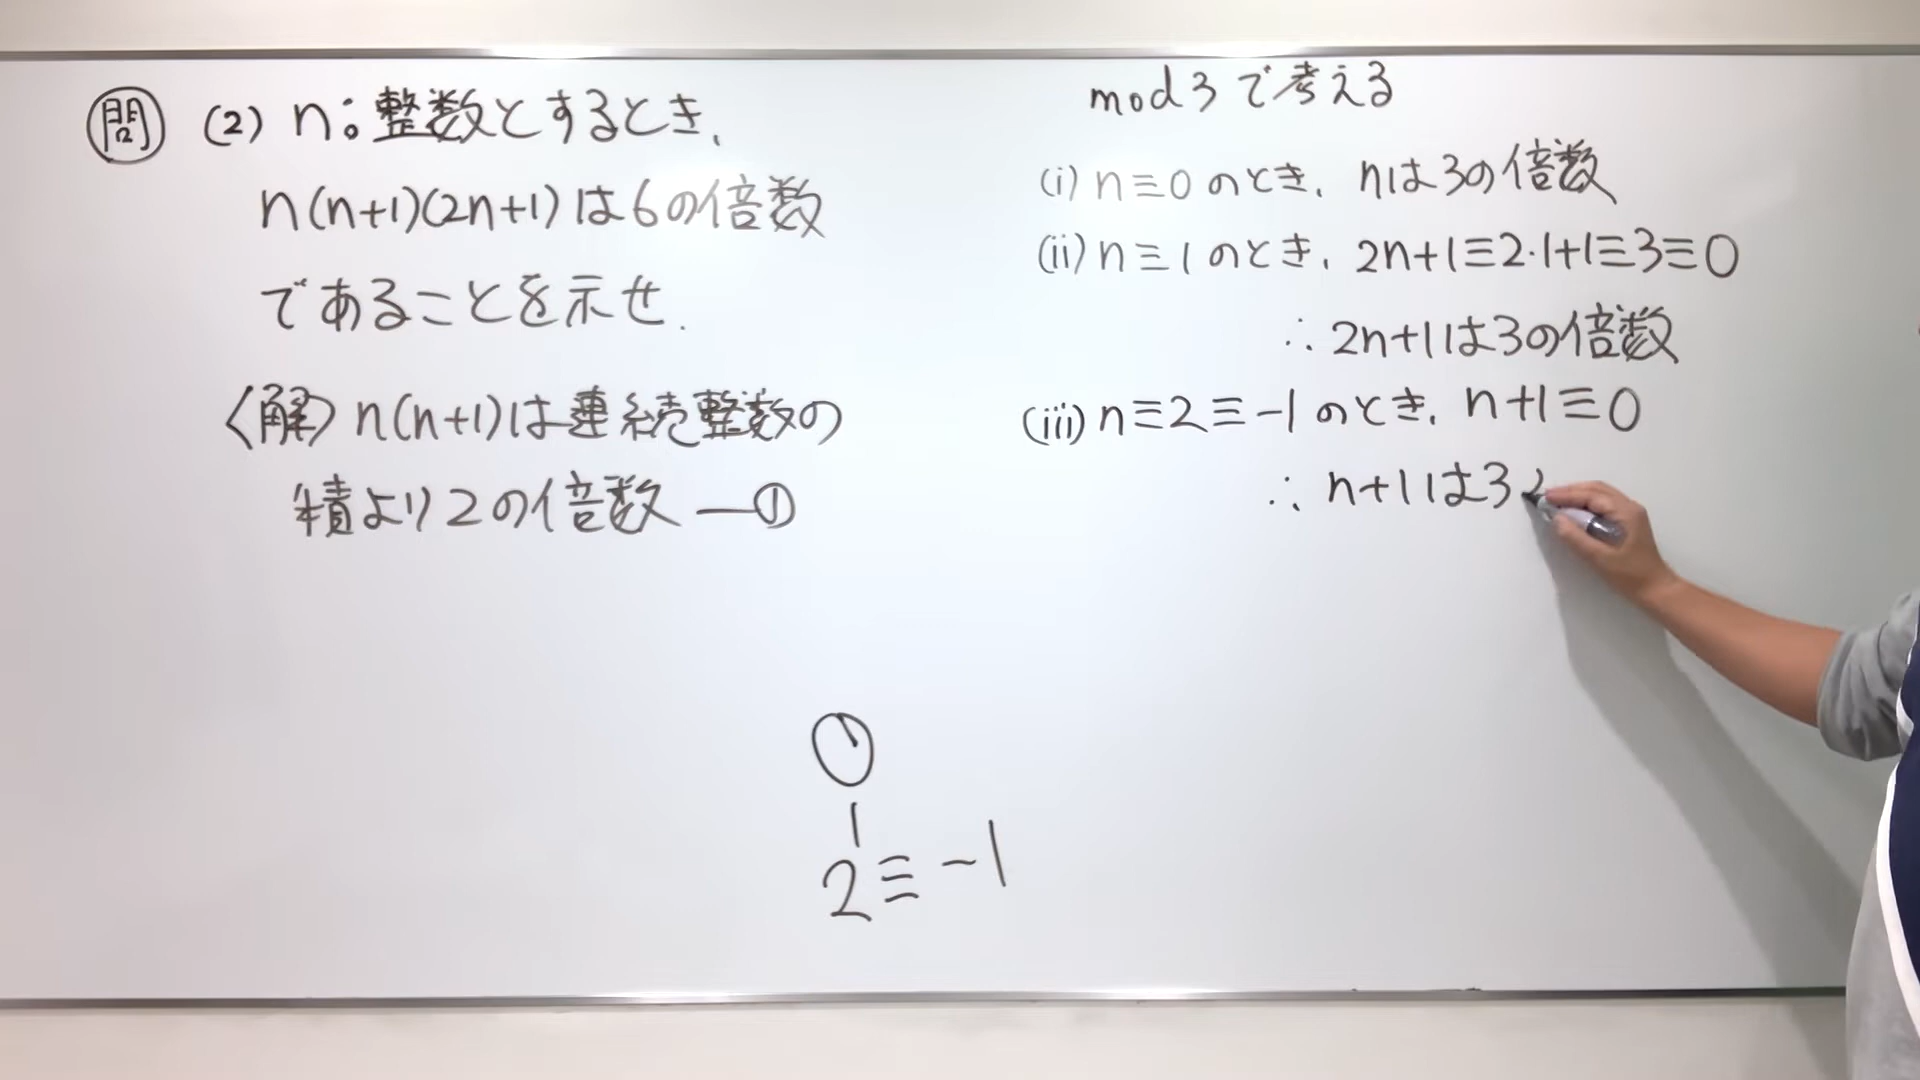 問 (2) n:整数とするとき、
n(n+1)(2n+1)は6の倍数
であることを示せ.
〈解〉n(n+1)は連続整数の
積より2の倍数 ―①
mod3で考える
(i) n≡0のとき、nは3の倍数
(ii) n≡1のとき、2n+1≡2・1+1≡3≡0
∴ 2n+1は3の倍数
(iii) n≡2≡-1のとき、n+1≡0
∴ n+1は3
0
1
2≡-1